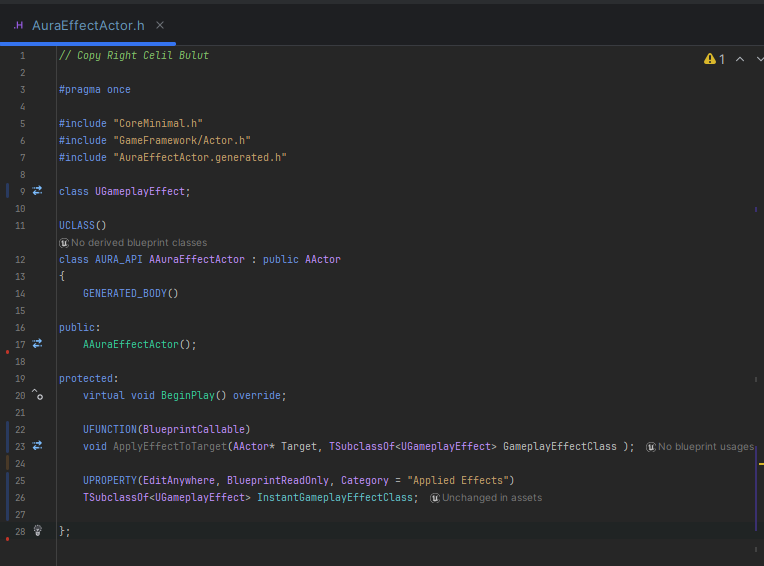 .H AuraEffectActor.h ×
1 // Copy Right Celil Bulut 1
2
3 #pragma once
4
5 #include "CoreMinimal.h"
6 #include "GameFramework/Actor.h"
7 #include "AuraEffectActor.generated.h"
8
9 class UGameplayEffect;
10
11 UCLASS()
No derived blueprint classes
12 class AURA_API AAuraEffectActor : public AActor
13 {
14 GENERATED_BODY()
15
16 public:
17 AAuraEffectActor();
18
19 protected:
20 virtual void BeginPlay() override;
21
22 UFUNCTION(BlueprintCallable)
23 void ApplyEffectToTarget(AActor* Target, TSubclassOf<UGameplayEffect> GameplayEffectClass ); No blueprint usages
24
25 UPROPERTY(EditAnywhere, BlueprintReadOnly, Category = "Applied Effects")
26 TSubclassOf<UGameplayEffect> InstantGameplayEffectClass; Unchanged in assets
27
28 };